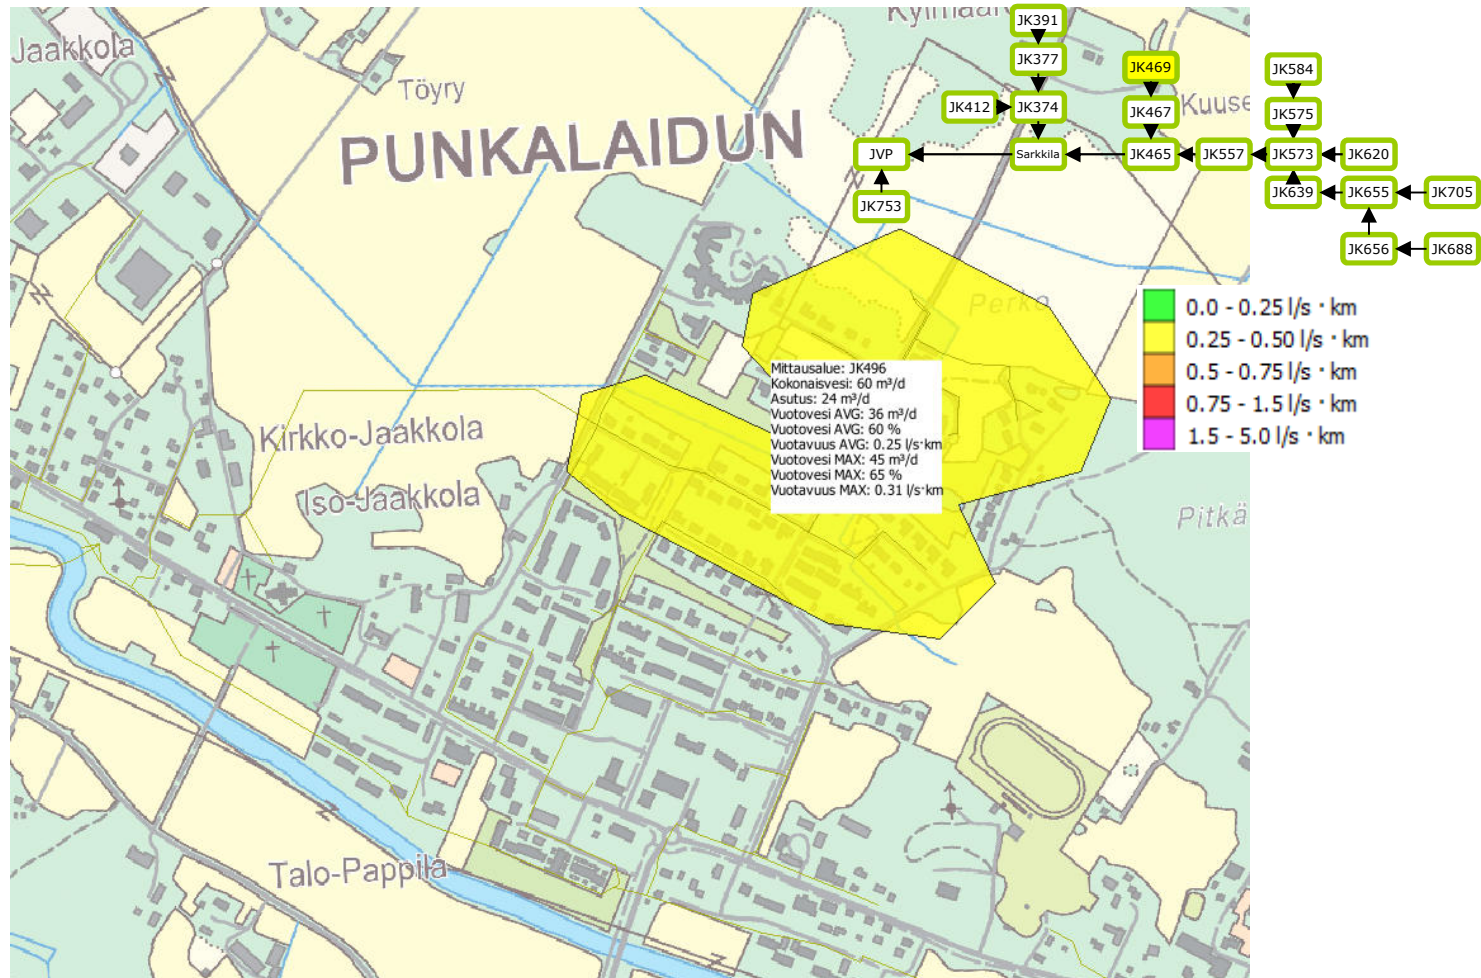 Jaakkola
Töyry
PUNKALAIDUN
JK391
JK377
JK412
JK374
JVP
Sarkkila
JK753
JK469
JK467
JK465
JK557
JK584
JK575
JK573
JK620
JK639
JK655
JK705
JK656
JK688
Perko
0.0 - 0.25 l/s · km
0.25 - 0.50 l/s · km
0.5 - 0.75 l/s · km
0.75 - 1.5 l/s · km
1.5 - 5.0 l/s · km
Mittausalue: JK496
Kokonaisvesi: 60 m³/d
Asutus: 24 m³/d
Vuotovesi AVG: 36 m³/d
Vuotovesi AVG: 60 %
Vuotavuus AVG: 0.25 l/s·km
Vuotovesi MAX: 45 m³/d
Vuotovesi MAX: 65 %
Vuotavuus MAX: 0.31 l/s·km
Kirkko-Jaakkola
Iso-Jaakkola
Pitkä
Talo-Pappila